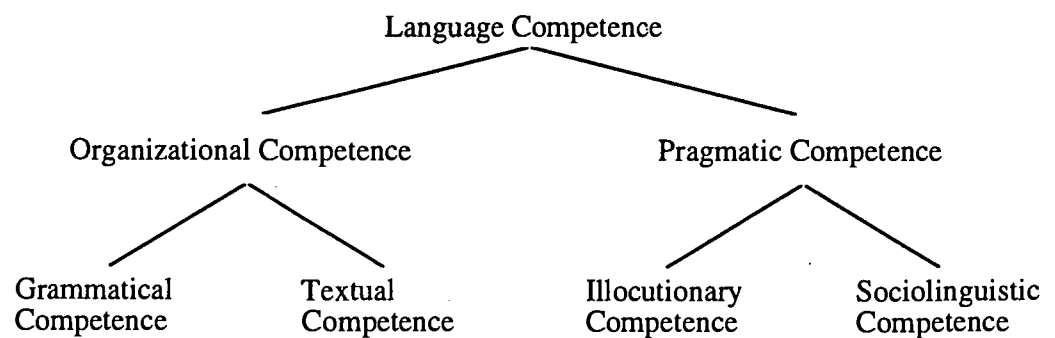 Language Competence
Organizational Competence
Pragmatic Competence
Grammatical
Competence
Textual
Competence
Illocutionary
Competence
Sociolinguistic
Competence